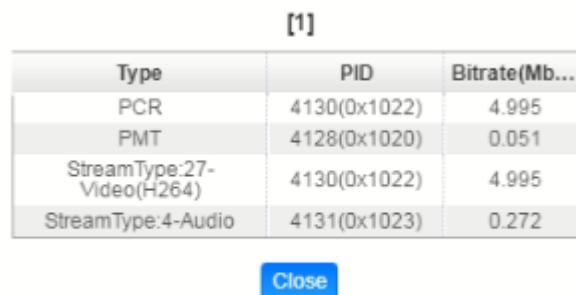 [1]
Type PID Bitrate(Mb...
PCR 4130(0x1022) 4.995
PMT 4128(0x1020) 0.051
StreamType:27-
Video(H264) 4130(0x1022) 4.995
StreamType:4-Audio 4131(0x1023) 0.272
Close